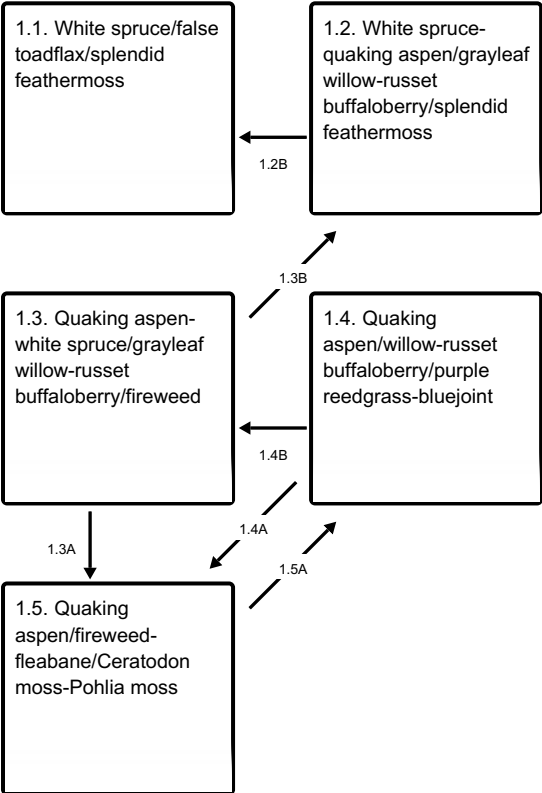 1.1. White spruce/false
toadflax/splendid
feathermoss
1.2. White spruce-
quaking aspen/grayleaf
willow-russet
buffaloberry/splendid
feathermoss
1.2B
1.3B
1.3. Quaking aspen-
white spruce/grayleaf
willow-russet
buffaloberry/fireweed
1.4. Quaking
aspen/willow-russet
buffaloberry/purple
reedgrass-bluejoint
1.4B
1.4A
1.3A
1.5A
1.5. Quaking
aspen/fireweed-
fleabane/Ceratodon
moss-Pohlia moss